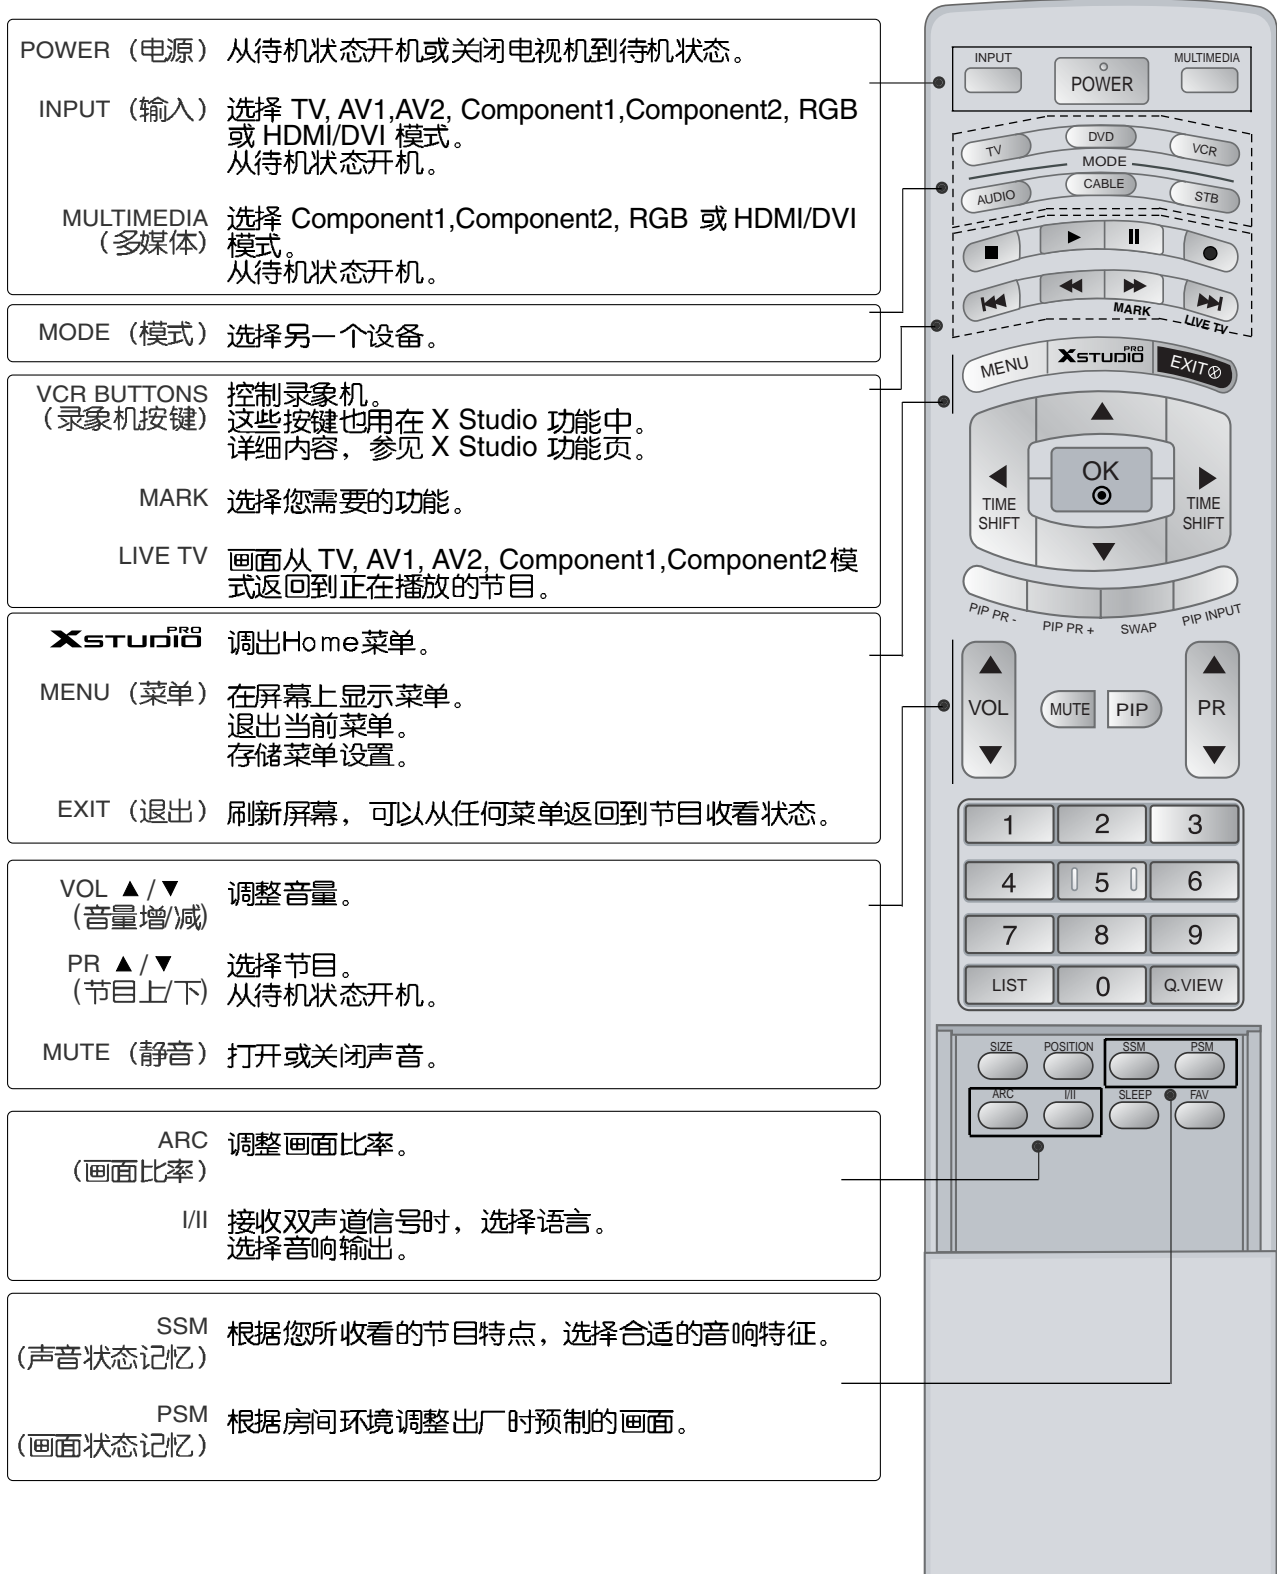 POWER（电源） 从待机状态开机或关闭电视机到待机状态。
INPUT（输入） 选择 TV, AV1,AV2, Component1,Component2, RGB
或 HDMI/DVI 模式。
从待机状态开机。
MULTIMEDIA 选择 Component1,Component2, RGB 或 HDMI/DVI
（多媒体） 模式。
从待机状态开机。
MODE（模式） 选择另一个设备。
VCR BUTTONS 控制录象机。
（录象机按键） 这些按键也用在 X Studio 功能中。
详细内容，参见 X Studio 功能页。
MARK 选择您需要的功能。
LIVE TV 画面从 TV, AV1, AV2, Component1,Component2模
式返回到正在播放的节目。
XSTUDIO PRO 调出Home菜单。
MENU（菜单） 在屏幕上显示菜单。
退出当前菜单。
存储菜单设置。
EXIT（退出） 刷新屏幕，可以从任何菜单返回到节目收看状态。
VOL ▲ / ▼ 调整音量。
（音量增/减）
PR ▲ / ▼ 选择节目。
（节目上/下） 从待机状态开机。
MUTE（静音） 打开或关闭声音。
ARC 调整画面比率。
（画面比率）
I/II 接收双声道信号时，选择语言。
选择音响输出。
SSM 根据您所收看的节目特点，选择合适的音响特征。
（声音状态记忆）
PSM 根据房间环境调整出厂时预制的画面。
（画面状态记忆）
INPUT POWER MULTIMEDIA
TV DVD VCR
MODE
AUDIO CABLE STB
MARK LIVE TV
MENU XSTUDIO PRO EXIT
OK
TIME SHIFT TIME SHIFT
PIP PR - PIP PR + SWAP PIP INPUT
VOL MUTE PIP PR
1 2 3
4 5 6
7 8 9
LIST 0 Q.VIEW
SIZE POSITION SSM PSM
ARC I/II SLEEP FAV